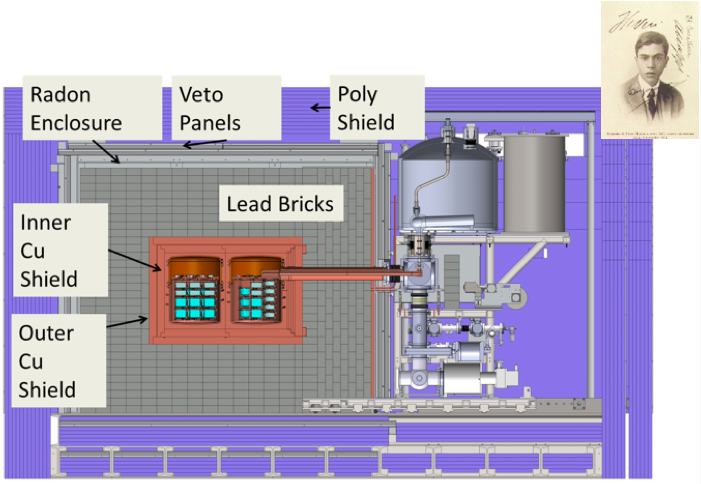 Radon
Enclosure
Veto
Panels
Poly
Shield
Lead Bricks
Inner
Cu
Shield
Outer
Cu
Shield